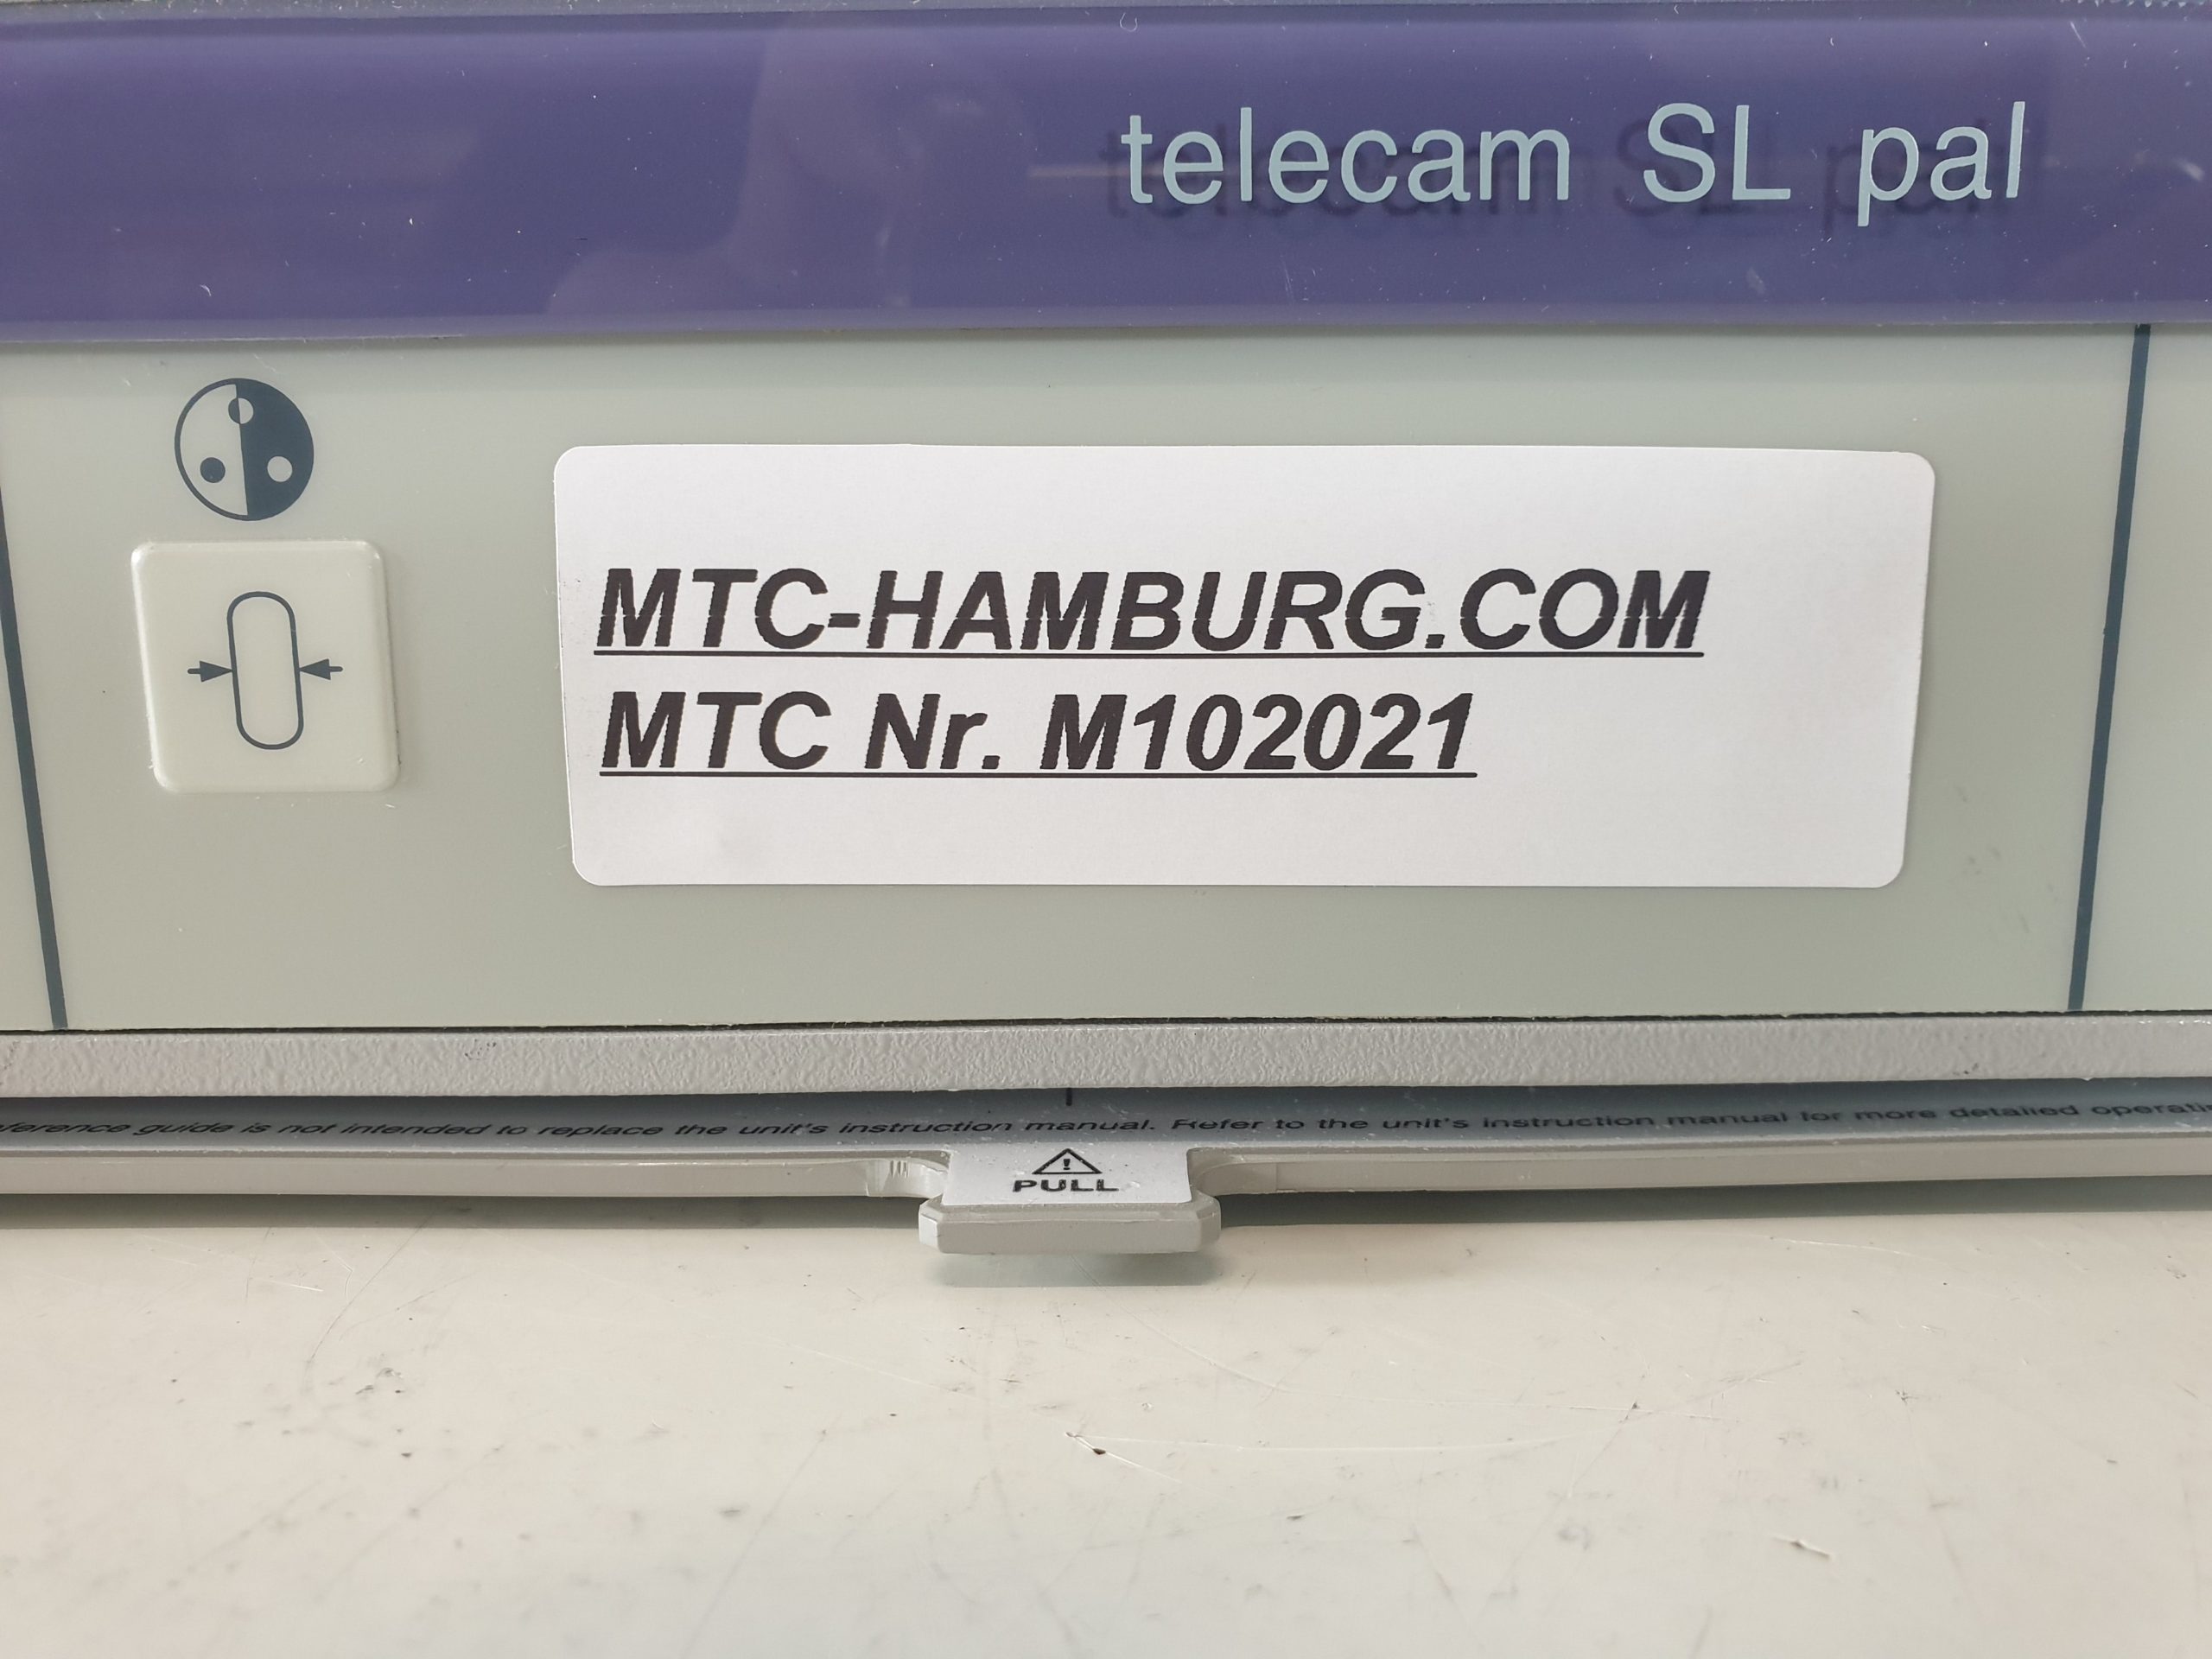 telecam SL pal
MTC-HAMBURG.COM
MTC Nr. M102021
guide is not intended to replace the unit's instruction manual. Refer to the unit's instruction manual for more detailed
PULL